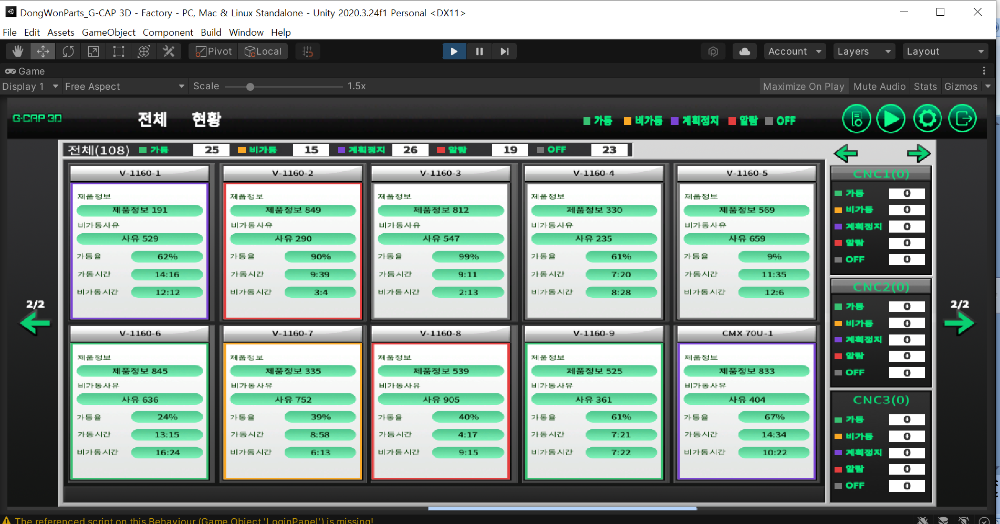 DongWonParts_G-CAP 3D - Factory - PC, Mac & Linux Standalone - Unity 2020.3.24f1 Personal <DX11>
File Edit Assets GameObject Component Build Window Help
Pivot Local Account Layers Layout
Game
Display 1 Free Aspect Scale 1.5x Maximize On Play Mute Audio Stats Gizmos
G-CAP 3D 전체 현황 가동 비가동 계획정지 알람 OFF
전체(108) 가동 25 비가동 15 계획정지 26 알람 19 OFF 23
V-1160-1 V-1160-2 V-1160-3 V-1160-4 V-1160-5
제품정보 제품정보 제품정보 제품정보 제품정보
제품정보 191 제품정보 849 제품정보 812 제품정보 330 제품정보 569
비가동사유 비가동사유 비가동사유 비가동사유 비가동사유
사유 529 사유 290 사유 547 사유 235 사유 659
가동율 62% 가동율 90% 가동율 99% 가동율 61% 가동율 9%
가동시간 14:16 가동시간 9:39 가동시간 9:11 가동시간 7:20 가동시간 11:35
비가동시간 12:12 비가동시간 3:4 비가동시간 2:13 비가동시간 8:28 비가동시간 12:6
V-1160-6 V-1160-7 V-1160-8 V-1160-9 CMX 70U-1
제품정보 제품정보 제품정보 제품정보 제품정보
제품정보 845 제품정보 335 제품정보 539 제품정보 525 제품정보 833
비가동사유 비가동사유 비가동사유 비가동사유 비가동사유
사유 636 사유 752 사유 905 사유 361 사유 404
가동율 24% 가동율 39% 가동율 40% 가동율 61% 가동율 67%
가동시간 13:15 가동시간 8:58 가동시간 4:17 가동시간 7:21 가동시간 14:34
비가동시간 16:24 비가동시간 6:13 비가동시간 9:15 비가동시간 7:22 비가동시간 10:22
2/2
CNC1(0)
가동 0
비가동 0
계획정지 0
알람 0
OFF 0
CNC2(0)
가동 0
비가동 0
계획정지 0
알람 0
OFF 0
CNC3(0)
가동 0
비가동 0
계획정지 0
알람 0
OFF 0
2/2
The referenced script on this Behaviour (Game Object 'LoginPanel') is missing!